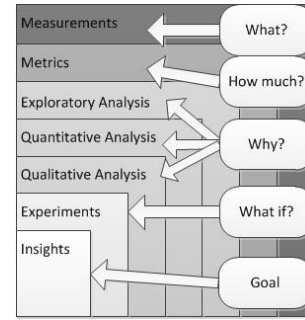 Measurements
What?
Metrics
How much?
Exploratory Analysis
Quantitative Analysis
Why?
Qualitative Analysis
Experiments
What if?
Insights
Goal